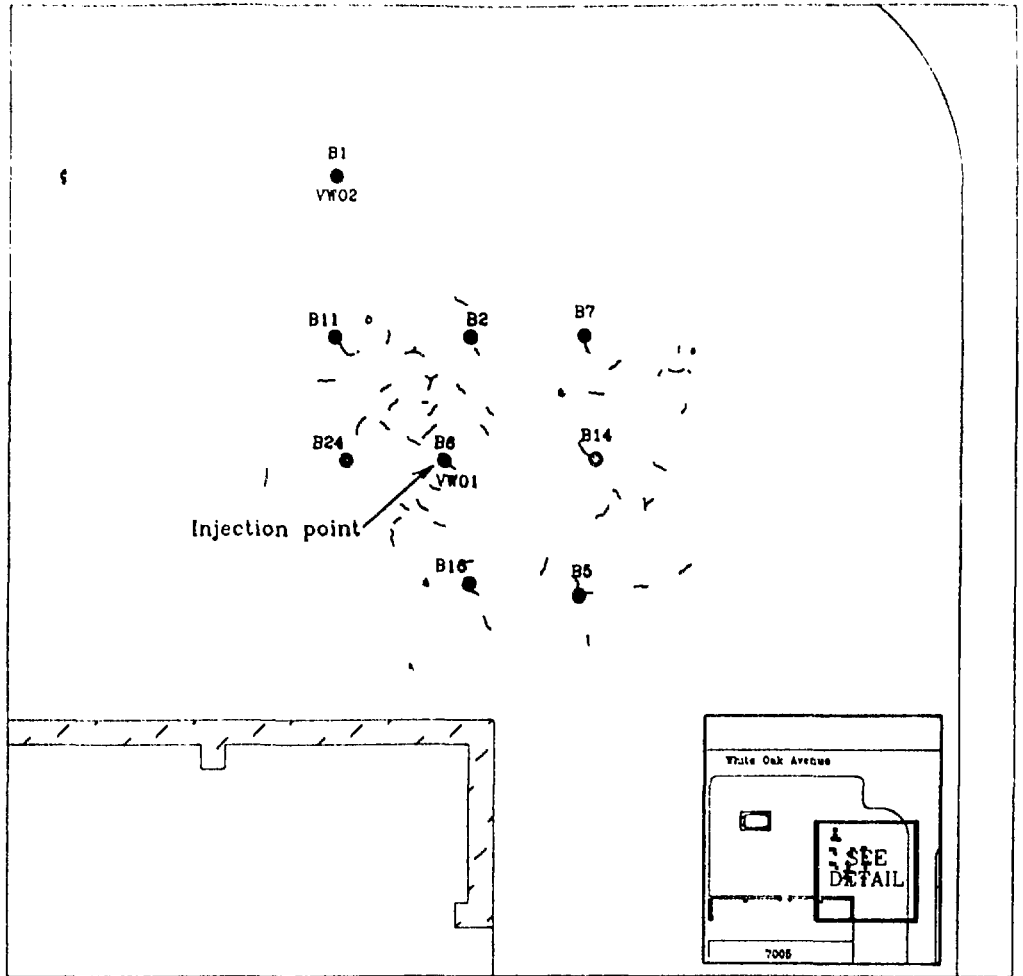 B1
VW02
B11
B2
B7
B24
B6
B14
VW01
Injection point
B16
B5
White Oak Avenue
SEE
DETAIL
7005